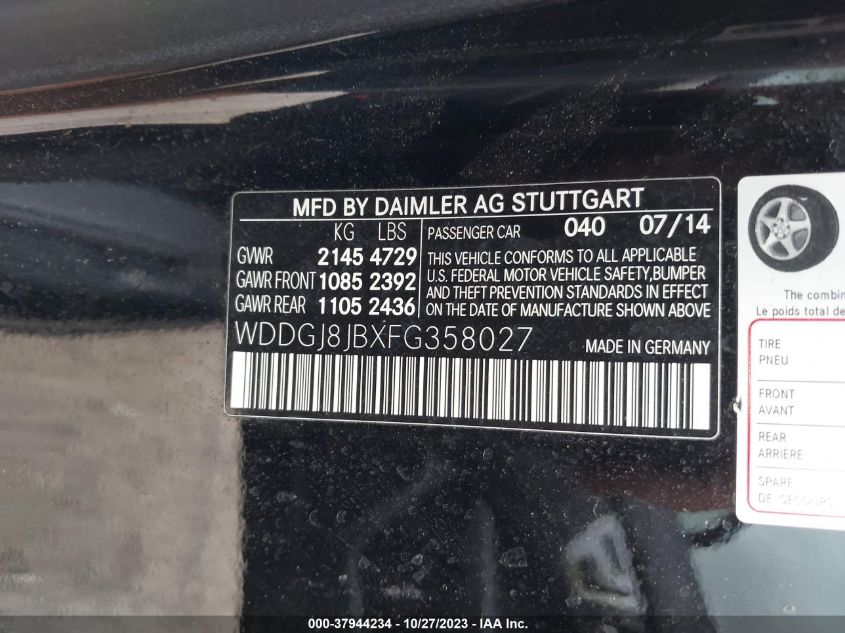 MFD BY DAIMLER AG STUTTGART
KG LBS
GVWR 2145 4729
GAWR FRONT 1085 2392
GAWR REAR 1105 2436
PASSENGER CAR 040 07/14
THIS VEHICLE CONFORMS TO ALL APPLICABLE
U.S. FEDERAL MOTOR VEHICLE SAFETY,BUMPER
AND THEFT PREVENTION STANDARDS IN EFFECT
ON THE DATE OF MANUFACTURE SHOWN ABOVE
WDDGJ8JBXFG358027 MADE IN GERMANY
The combin
Le poids total de
TIRE
PNEU
FRONT
AVANT
REAR
ARRIERE
SPARE
DE SECOURS
000-37944234 - 10/27/2023 - IAA Inc.